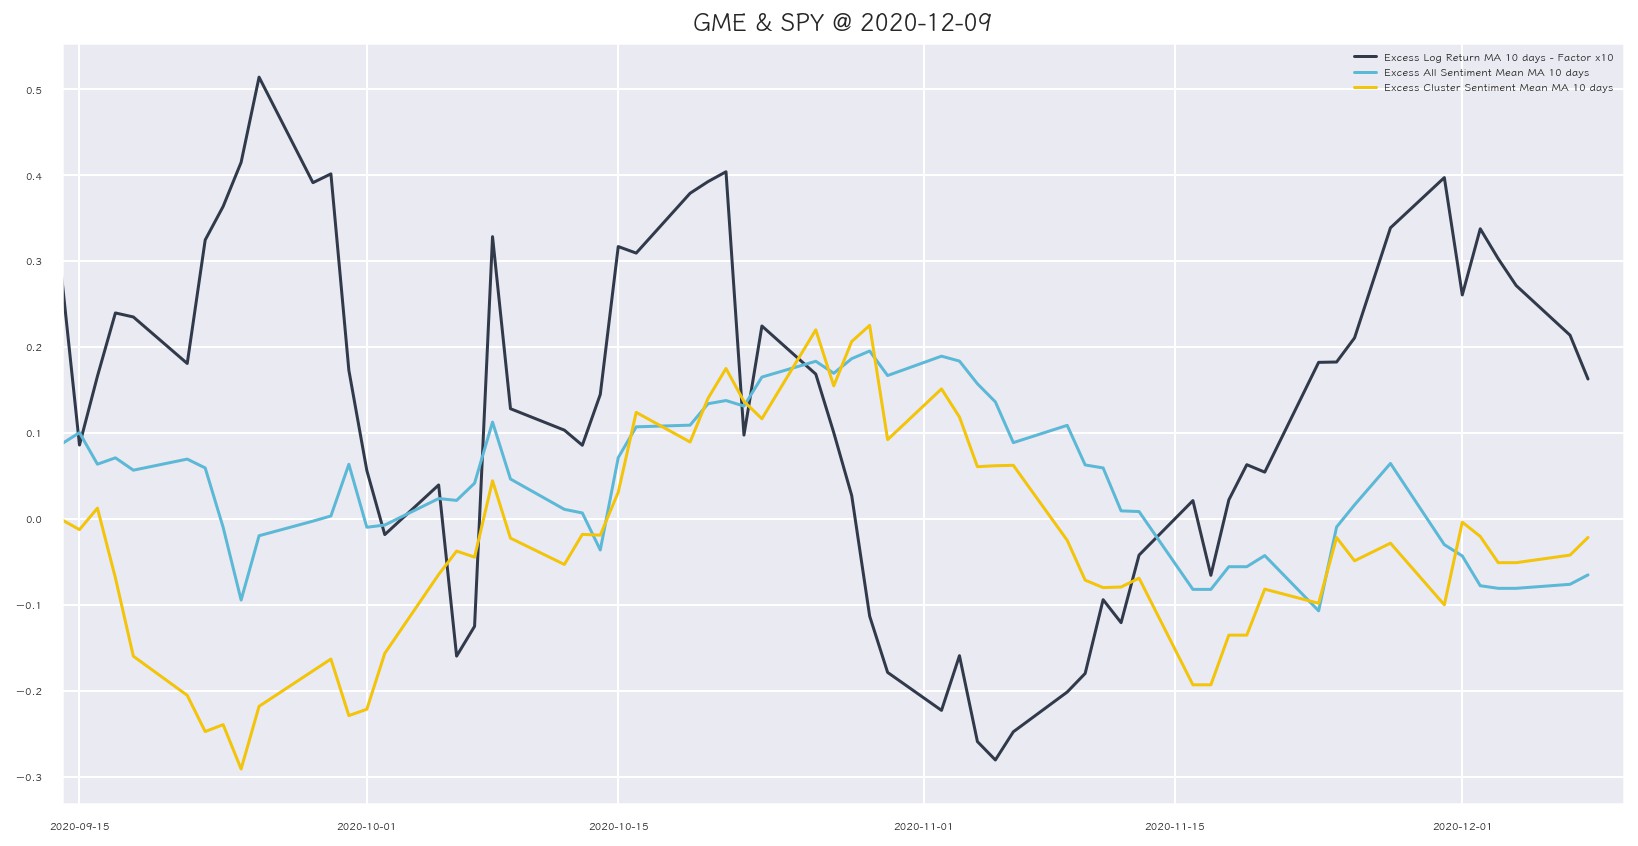 GME & SPY @ 2020-12-09
Excess Log Return MA 10 days - Factor x10
Excess All Sentiment Mean MA 10 days
Excess Cluster Sentiment Mean MA 10 days
0.5
0.4
0.3
0.2
0.1
0.0
−0.1
−0.2
−0.3
2020-09-15 2020-10-01 2020-10-15 2020-11-01 2020-11-15 2020-12-01